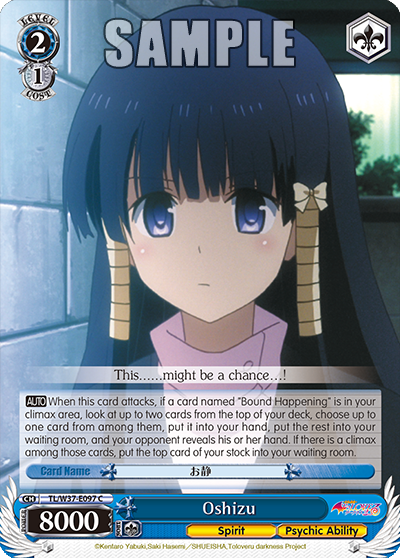 SAMPLE
LEVEL
2
1
COST
This......might be a chance...!
AUTO When this card attacks, if a card named "Bound Happening" is in your
climax area, look at up to two cards from the top of your deck, choose up to
one card from among them, put it into your hand, put the rest into your
waiting room, and your opponent reveals his or her hand. If there is a climax
among those cards, put the top card of your stock into your waiting room.
Card Name お静
CH TL/W37-E097 C
POWER 8000 SOUL
Oshizu
Spirit Psychic Ability
©Kentaro Yabuki,Saki Hasemi／SHUEISHA,Toloveru darkness Project